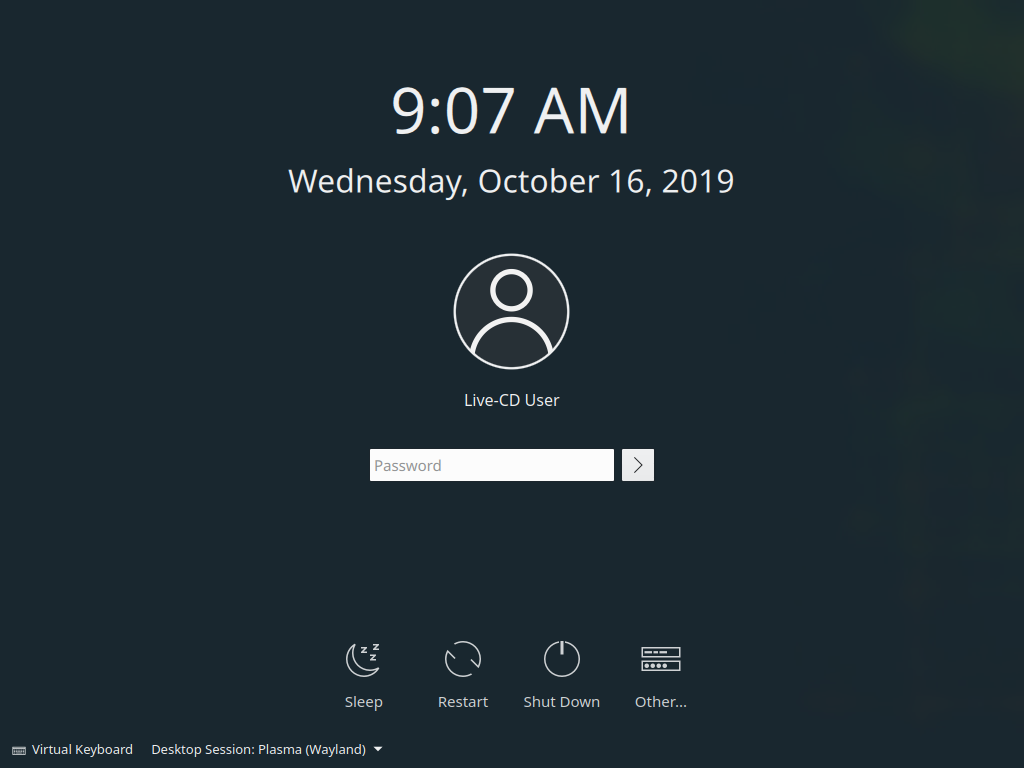 9:07 AM
Wednesday, October 16, 2019
Live-CD User
Password
Sleep Restart Shut Down Other...
Virtual Keyboard Desktop Session: Plasma (Wayland)